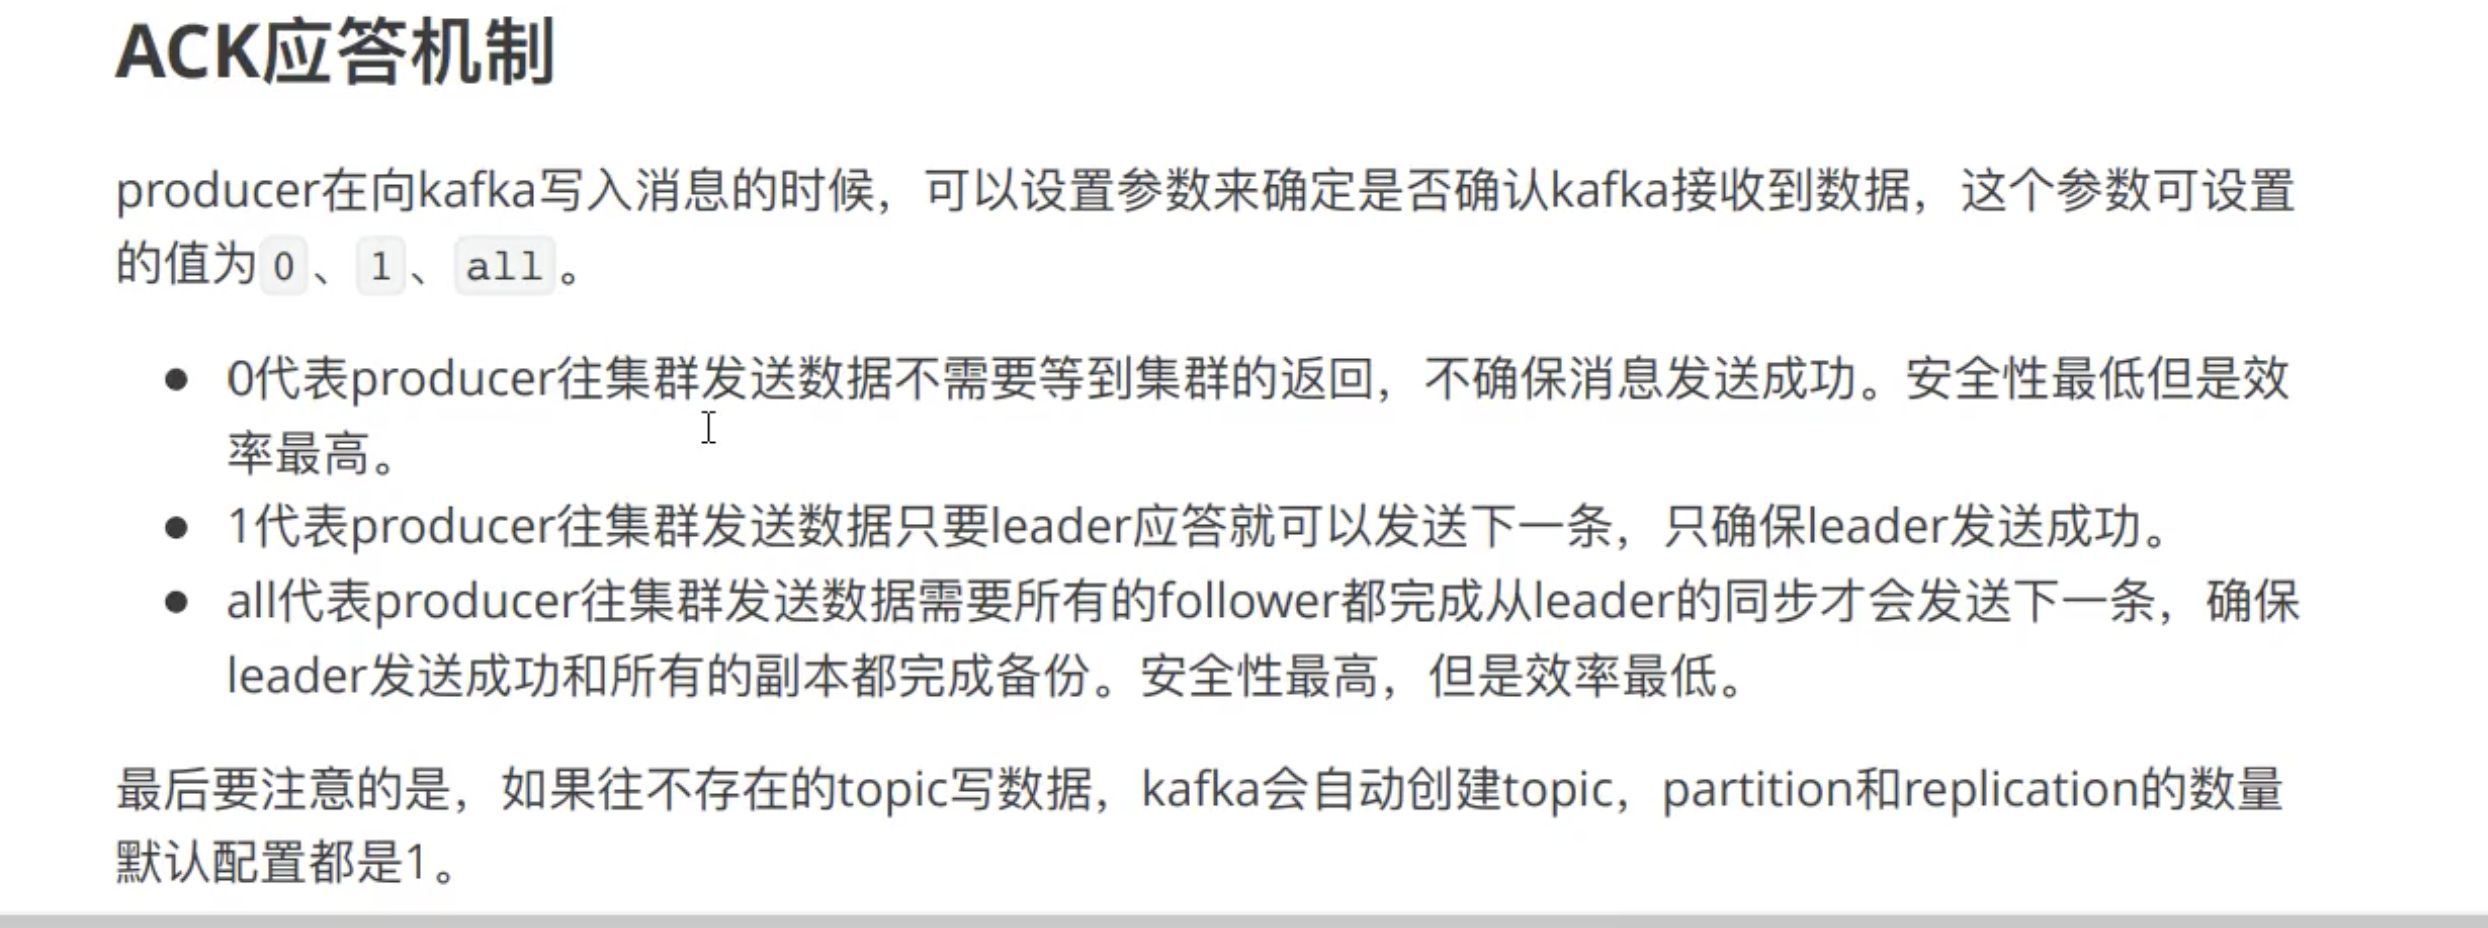 ACK应答机制
producer在向kafka写入消息的时候，可以设置参数来确定是否确认kafka接收到数据，这个参数可设置
的值为0、1、all。
● 0代表producer往集群发送数据不需要等到集群的返回，不确保消息发送成功。安全性最低但是效
率最高。
● 1代表producer往集群发送数据只要leader应答就可以发送下一条，只确保leader发送成功。
● all代表producer往集群发送数据需要所有的follower都完成从leader的同步才会发送下一条，确保
leader发送成功和所有的副本都完成备份。安全性最高，但是效率最低。
最后要注意的是，如果往不存在的topic写数据，kafka会自动创建topic，partition和replication的数量
默认配置都是1。